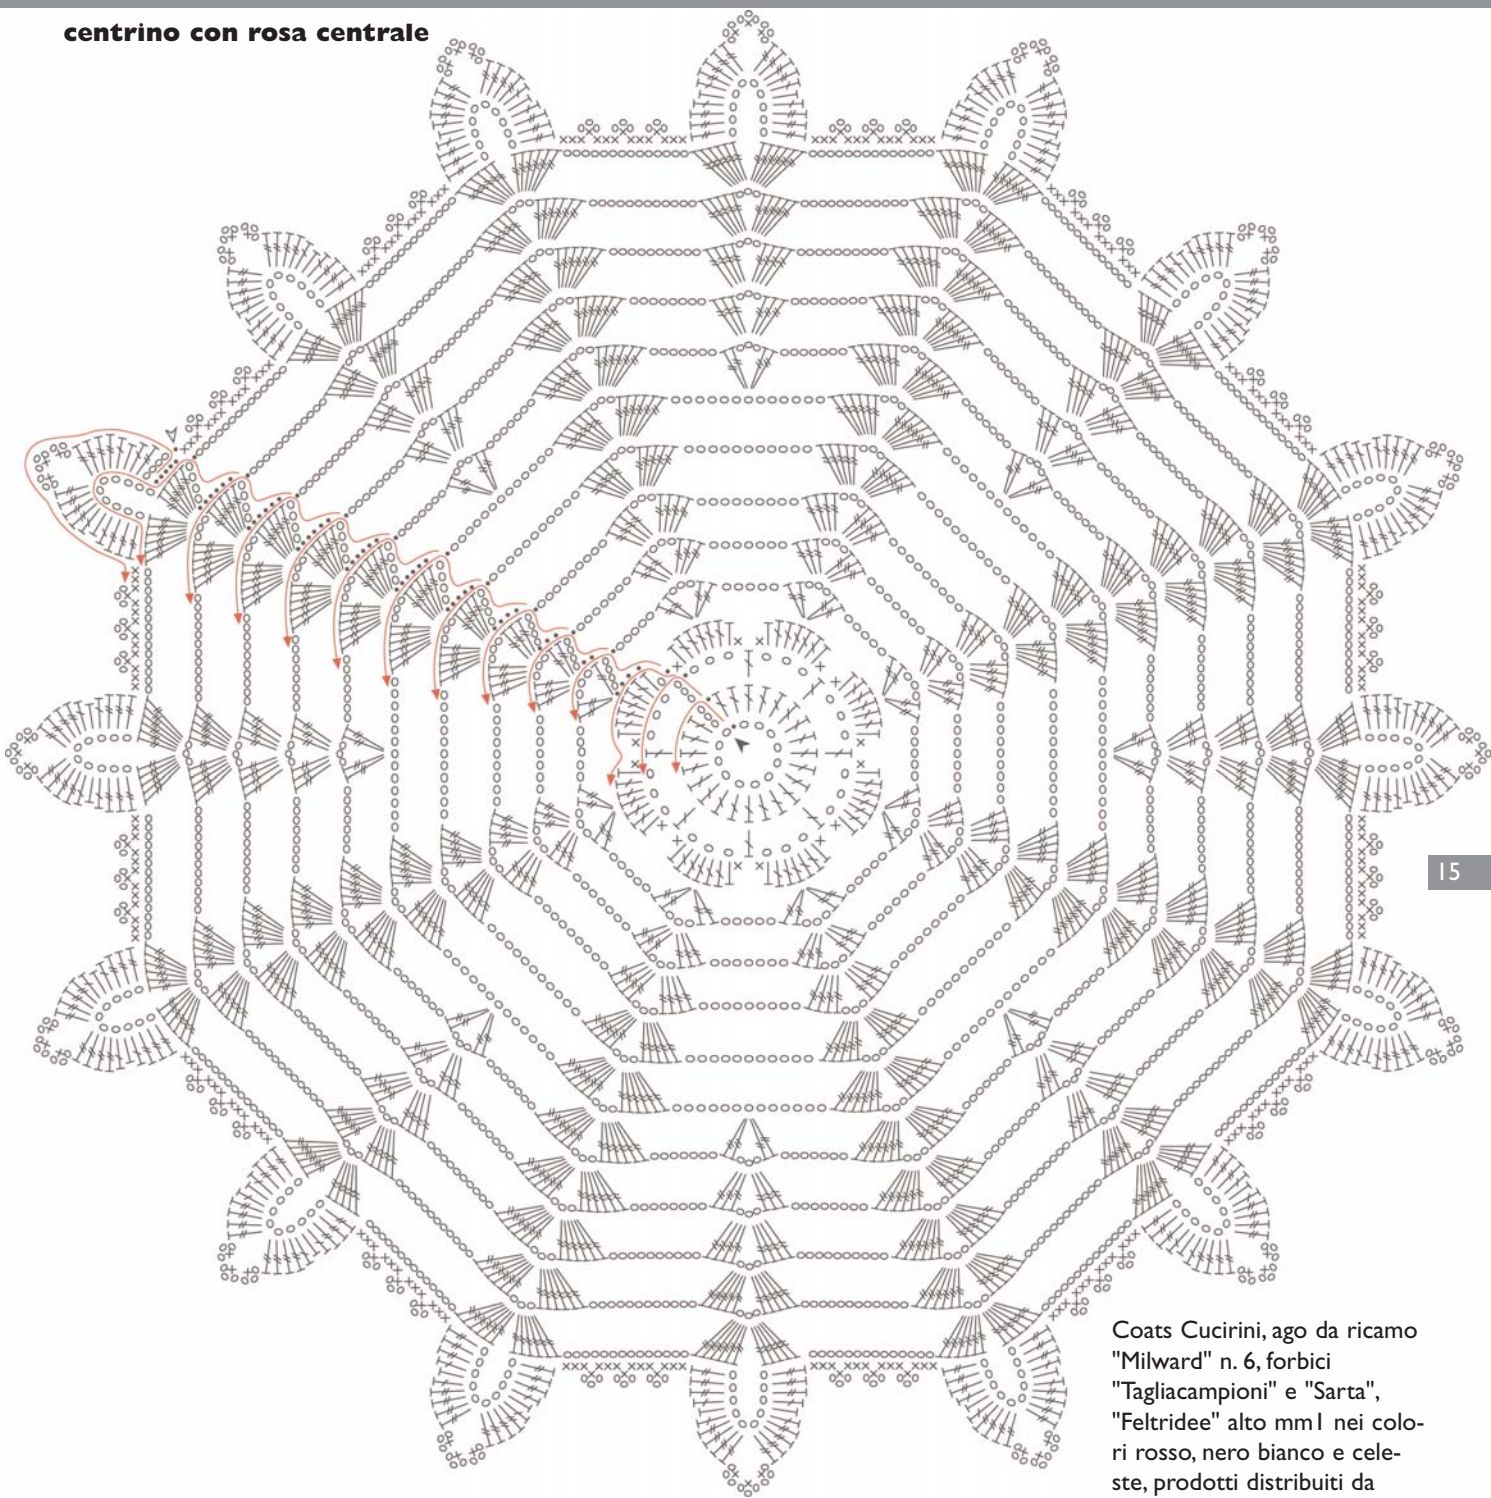 centrino con rosa centrale
15
Coats Cucirini, ago da ricamo
"Milward" n. 6, forbici
"Tagliacampioni" e "Sarta",
"Feltridee" alto mm1 nei colo-
ri rosso, nero bianco e cele-
ste, prodotti distribuiti da